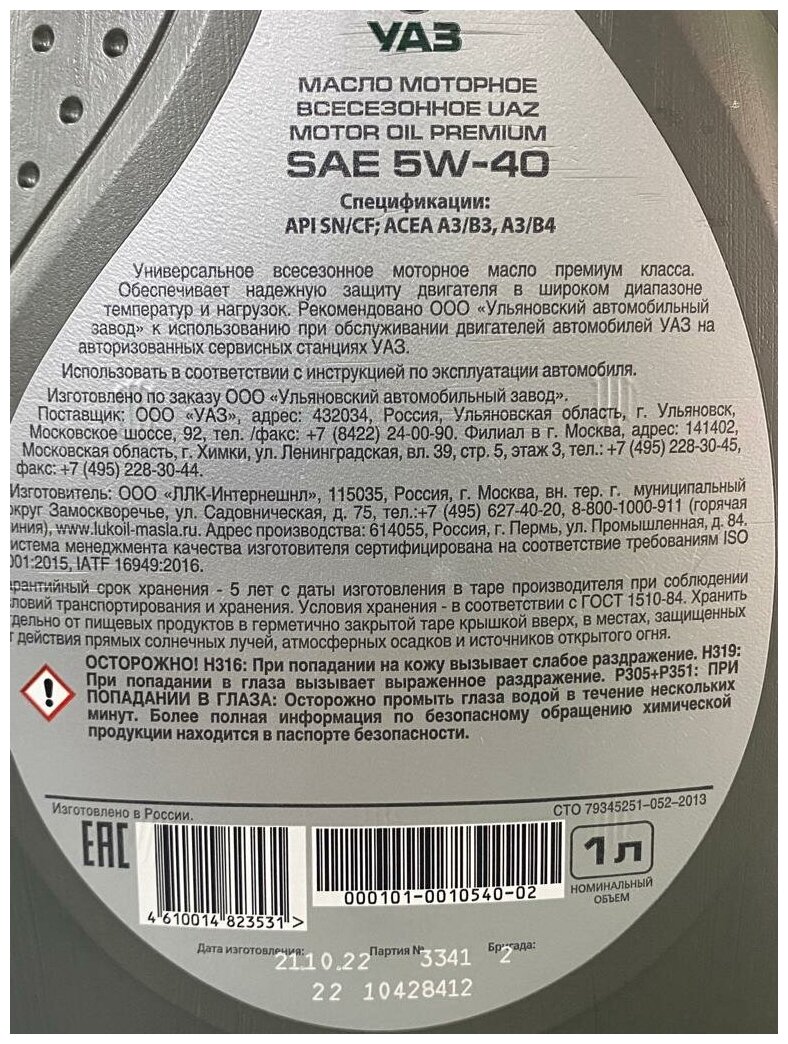 УАЗ
МАСЛО МОТОРНОЕ
ВСЕСЕЗОННОЕ UAZ
MOTOR OIL PREMIUM
SAE 5W-40
Спецификации:
API SN/CF; ACEA A3/B3, A3/B4
Универсальное всесезонное моторное масло премиум класса.
Обеспечивает надежную защиту двигателя в широком диапазоне
температур и нагрузок. Рекомендовано ООО «Ульяновский автомобильный
завод» к использованию при обслуживании двигателей автомобилей УАЗ на
авторизованных сервисных станциях УАЗ.
Использовать в соответствии с инструкцией по эксплуатации автомобиля.
Изготовлено по заказу ООО «Ульяновский автомобильный завод».
Поставщик: ООО «УАЗ», адрес: 432034, Россия, Ульяновская область, г. Ульяновск,
Московское шоссе, 92, тел. /факс: +7 (8422) 24-00-90. Филиал в г. Москва, адрес: 141402,
Московская область, г. Химки, ул. Ленинградская, вл. 39, стр. 5, этаж 3, тел.: +7 (495) 228-30-45,
факс: +7 (495) 228-30-44.
Изготовитель: ООО «ЛЛК-Интернешнл», 115035, Россия, г. Москва, вн. тер. г. муниципальный
округ Замоскворечье, ул. Садовническая, д. 75, тел.:+7 (495) 627-40-20, 8-800-1000-911 (горячая
иния), www.lukoil-masla.ru. Адрес производства: 614055, Россия, г. Пермь, ул. Промышленная, д. 84.
истема менеджмента качества изготовителя сертифицирована на соответствие требованиям ISO
001:2015, IATF 16949:2016.
арантийный срок хранения - 5 лет с даты изготовления в таре производителя при соблюдении
ловий транспортирования и хранения. Условия хранения - в соответствии с ГОСТ 1510-84. Хранить
дельно от пищевых продуктов в герметично закрытой таре крышкой вверх, в местах, защищенных
т действия прямых солнечных лучей, атмосферных осадков и источников открытого огня.
ОСТОРОЖНО! H316: При попадании на кожу вызывает слабое раздражение. H319:
При попадании в глаза вызывает выраженное раздражение. P305+P351: ПРИ
ПОПАДАНИИ В ГЛАЗА: Осторожно промыть глаза водой в течение нескольких
минут. Более полная информация по безопасному обращению химической
продукции находится в паспорте безопасности.
Изготовлено в России.
СТО 79345251-052-2013
EAC
4 610014 823531 >
000101-0010540-02
1 л
НОМИНАЛЬНЫЙ
ОБЪЕМ
Дата изготовления: Партия № Бригада:
21.10.22 3341 2
22 10428412